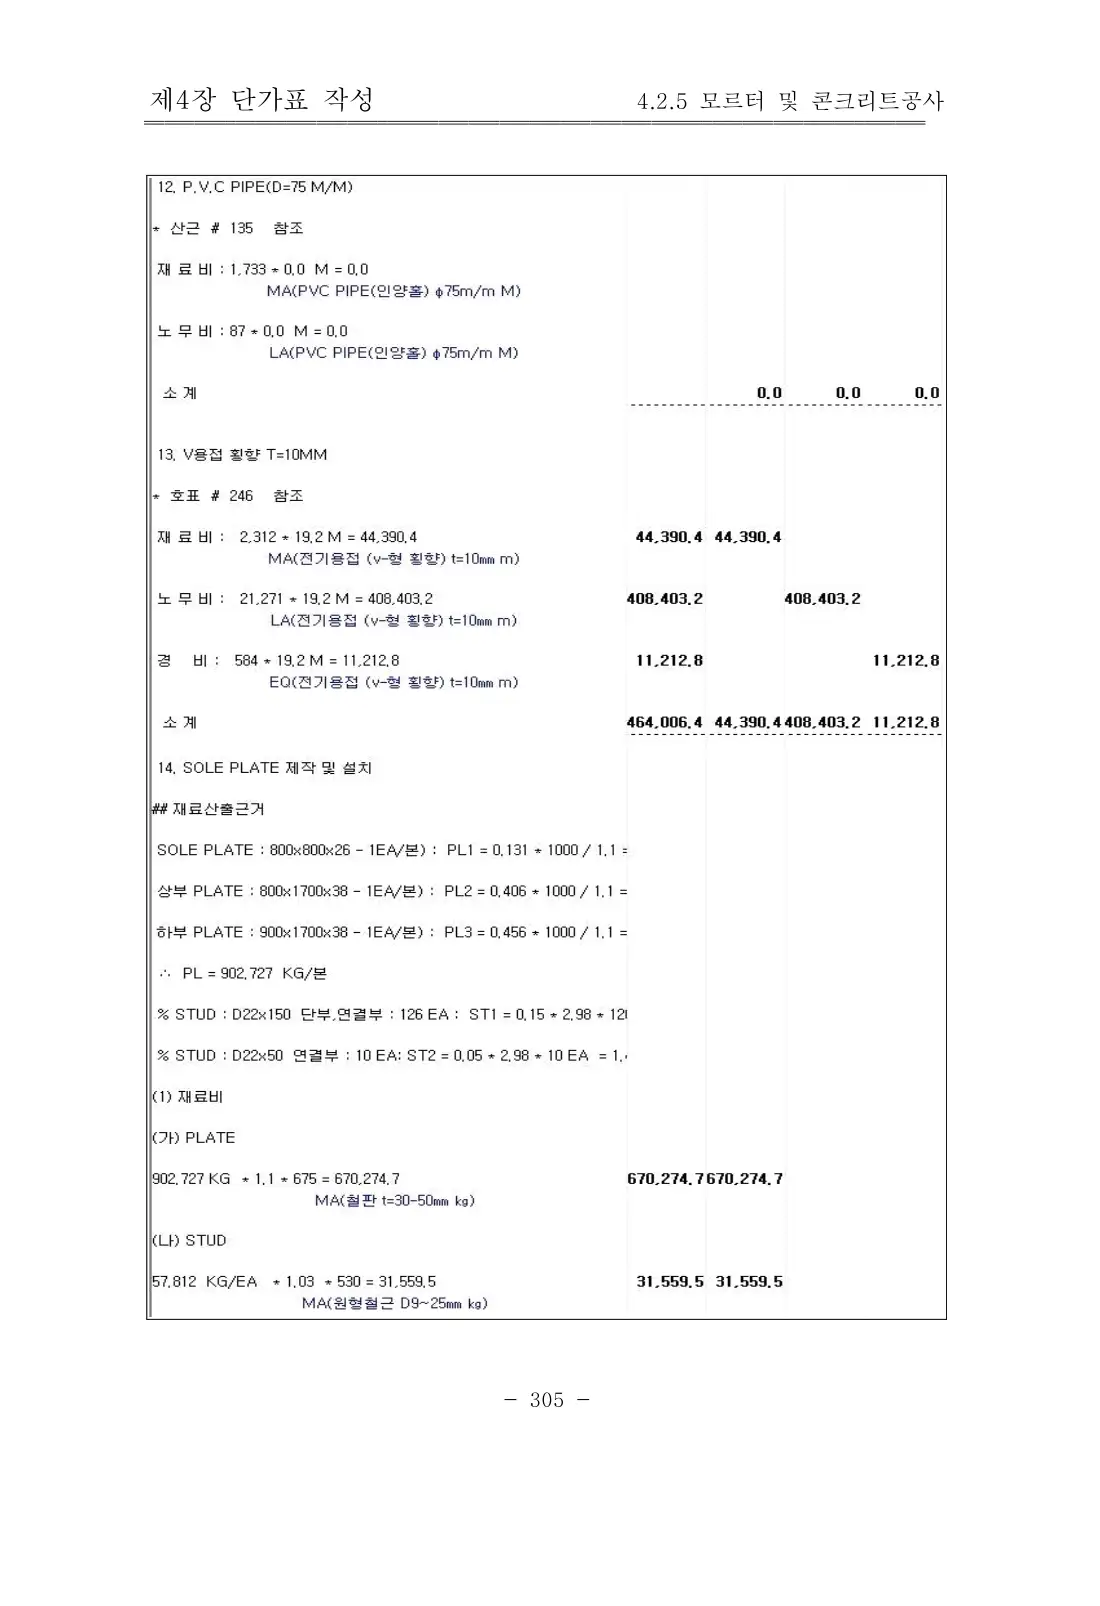 제4장 단가표 작성 4.2.5 모르터 및 콘크리트공사
12. P.V.C PIPE(D=75 M/M)
* 산근 # 135 참조
재 료 비 : 1,733 * 0.0 M = 0.0
MA(PVC PIPE(인양홀) φ75m/m M)
노 무 비 : 87 * 0.0 M = 0.0
LA(PVC PIPE(인양홀) φ75m/m M)
소 계 0.0 0.0 0.0
13. V용접 횡향 T=10MM
* 호표 # 246 참조
재 료 비 : 2,312 * 19.2 M = 44,390.4 44,390.4 44,390.4
MA(전기용접 (v-형 횡향) t=10mm m)
노 무 비 : 21,271 * 19.2 M = 408,403.2 408,403.2 408,403.2
LA(전기용접 (v-형 횡향) t=10mm m)
경 비 : 584 * 19.2 M = 11,212.8 11,212.8 11,212.8
EQ(전기용접 (v-형 횡향) t=10mm m)
소 계 464,006.4 44,390.4 408,403.2 11,212.8
14. SOLE PLATE 제작 및 설치
## 재료산출근거
SOLE PLATE : 800x800x26 - 1EA/본) : PL1 = 0.131 * 1000 / 1.1 =
상부 PLATE : 800x1700x38 - 1EA/본) : PL2 = 0.406 * 1000 / 1.1 =
하부 PLATE : 900x1700x38 - 1EA/본) : PL3 = 0.456 * 1000 / 1.1 =
∴ PL = 902.727 KG/본
% STUD : D22x150 단부,연결부 : 126 EA : ST1 = 0.15 * 2.98 * 12
% STUD : D22x50 연결부 : 10 EA: ST2 = 0.05 * 2.98 * 10 EA = 1.
(1) 재료비
(가) PLATE
902.727 KG * 1.1 * 675 = 670,274.7 670,274.7 670,274.7
MA(철판 t=30-50mm kg)
(나) STUD
57.812 KG/EA * 1.03 * 530 = 31,559.5 31,559.5 31,559.5
MA(원형철근 D9~25mm kg)
- 305 -